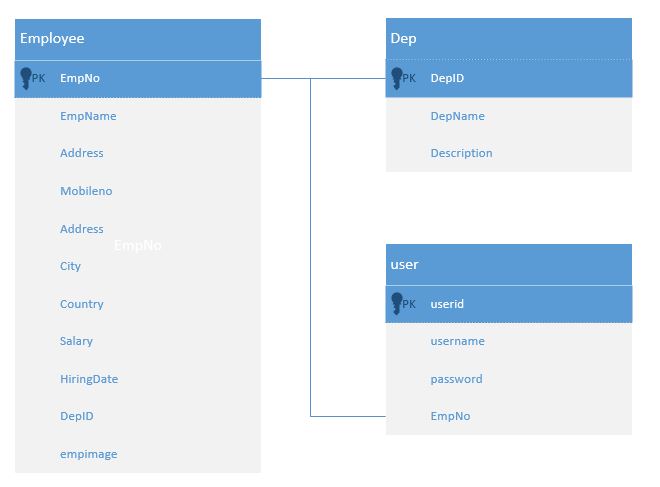 Employee
PK EmpNo
EmpName
Address
Mobileno
Address
EmpNo
City
Country
Salary
HiringDate
DepID
empimage
Dep
PK DepID
DepName
Description
user
PK userid
username
password
EmpNo